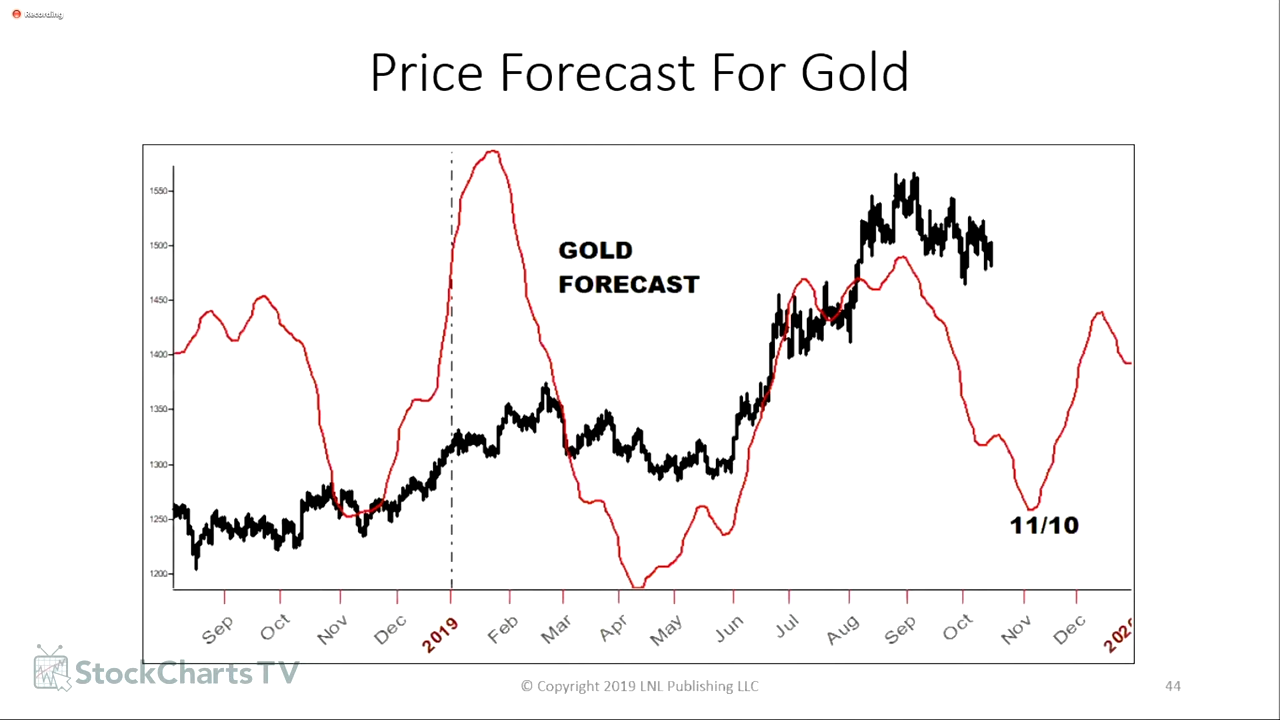 Recording
Price Forecast For Gold
GOLD
FORECAST
1550
1500
1450
1400
1350
1300
1250
1200
11/10
Sep Oct Nov Dec 2019 Feb Mar Apr May Jun Jul Aug Sep Oct Nov Dec
StockCharts TV
© Copyright 2019 LNL Publishing LLC
44